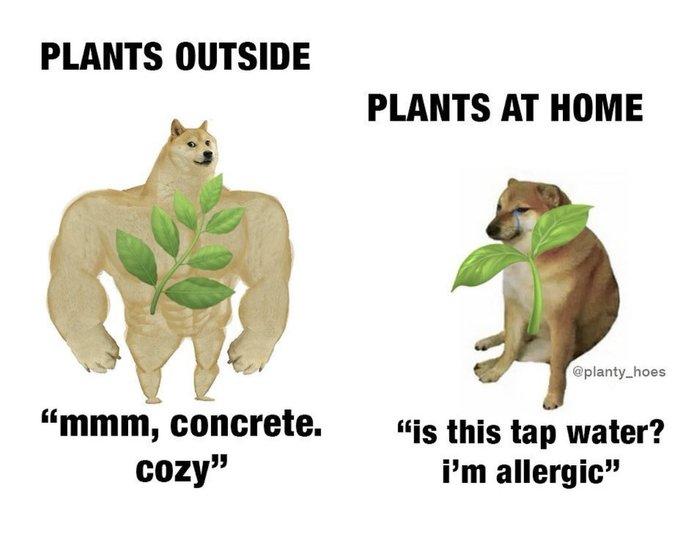 PLANTS OUTSIDE
“mmm, concrete.
cozy”
PLANTS AT HOME
@planty_hoes
“is this tap water?
i’m allergic”